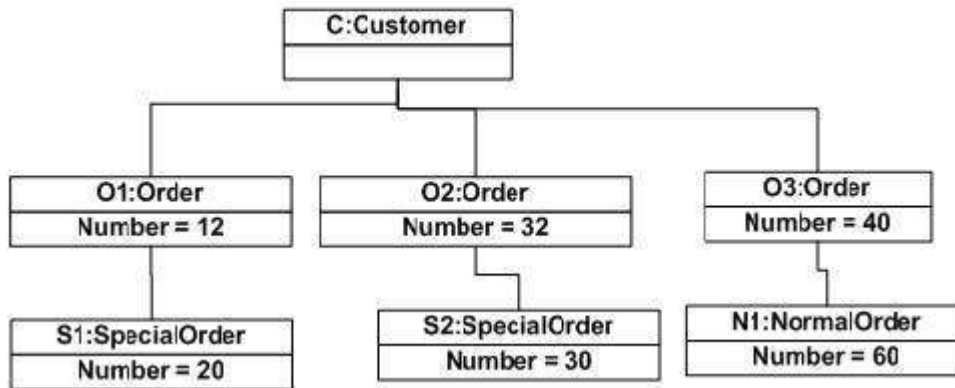 C:Customer
O1:Order
Number = 12
O2:Order
Number = 32
O3:Order
Number = 40
S1:SpecialOrder
Number = 20
S2:SpecialOrder
Number = 30
N1:NormalOrder
Number = 60